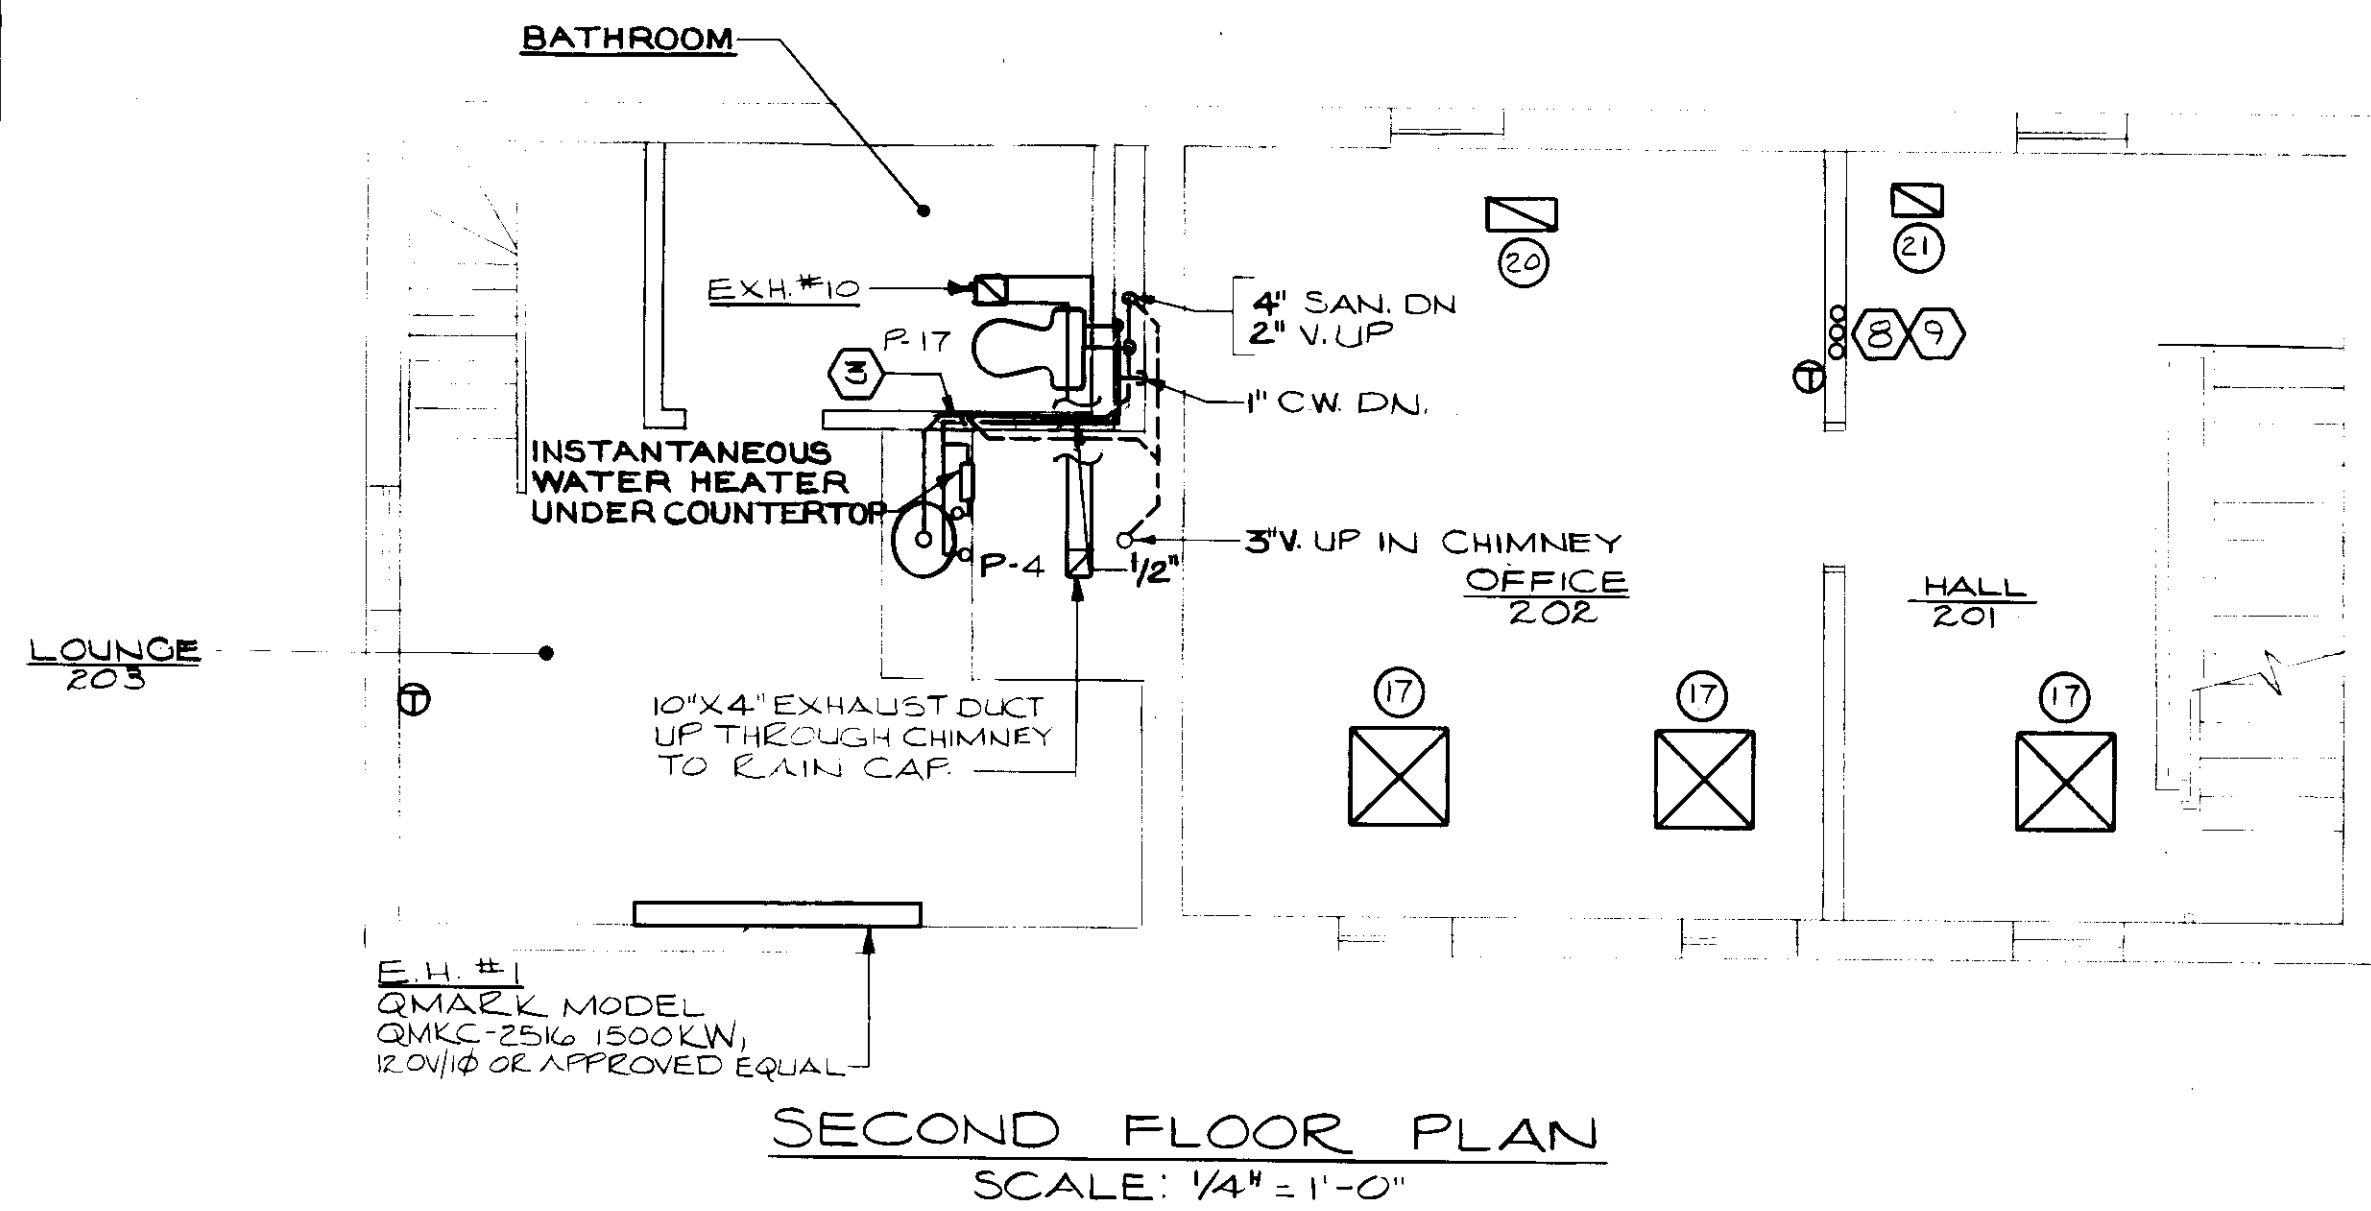 BATHROOM
EXH. #10
P-17
3
4" SAN. DN
2" V. UP
1" C.W. DN.
20
21
8
9
T
INSTANTANEOUS
WATER HEATER
UNDER COUNTERTOP
P-4
1/2"
3"V. UP IN CHIMNEY
OFFICE
202
HALL
201
LOUNGE
203
T
10"X4" EXHAUST DUCT
UP THROUGH CHIMNEY
TO RAIN CAP.
17
17
17
E.H. #1
QMARK MODEL
QMKC-2516 1500KW,
120V/1ϕ OR APPROVED EQUAL
SECOND FLOOR PLAN
SCALE: 1/4" = 1'-0"